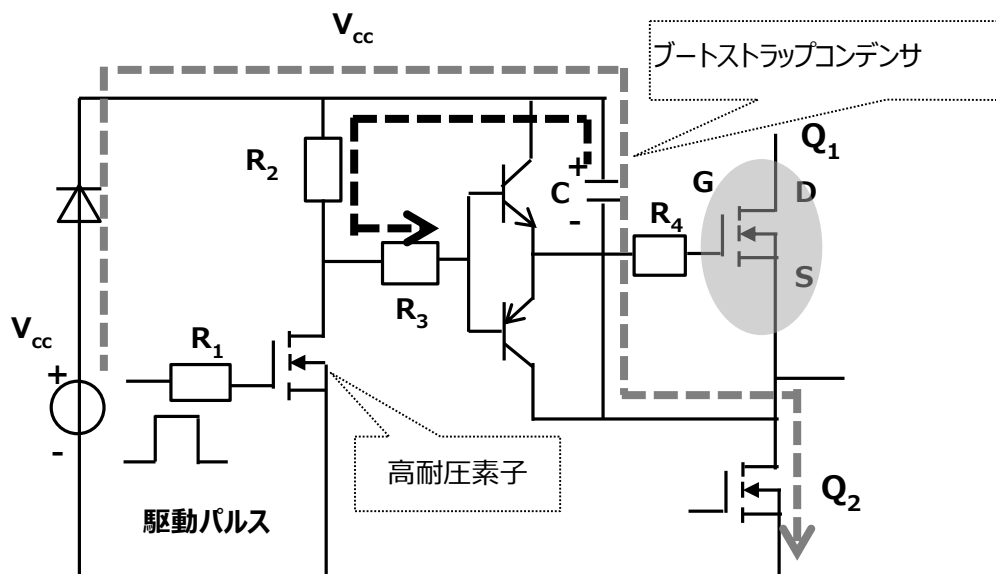 Vcc
ブートストラップコンデンサ
Q1
R2
+
C
-
G
D
R4
S
R3
Vcc
+
-
R1
高耐圧素子
Q2
駆動パルス